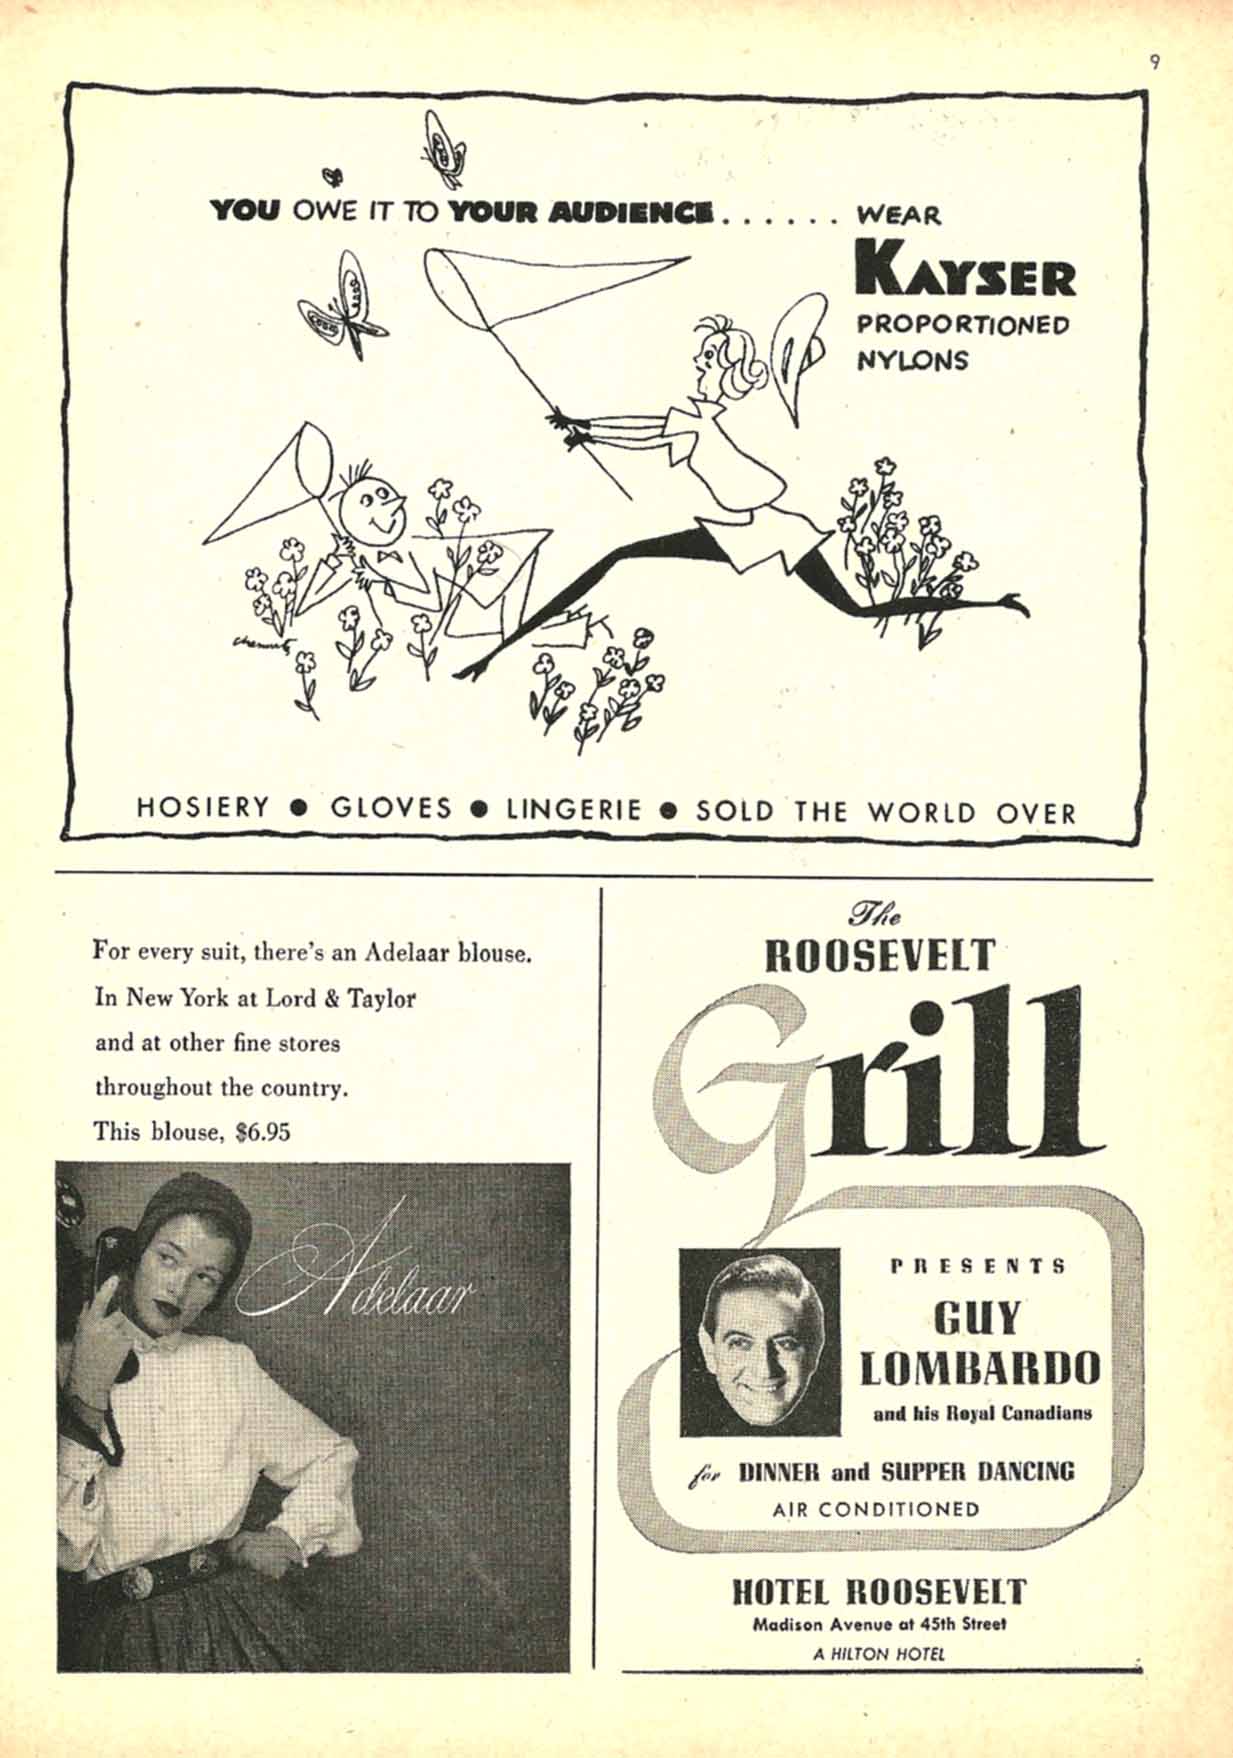 9
YOU OWE IT TO YOUR AUDIENCE...... WEAR
KAYSER
PROPORTIONED
NYLONS
HOSIERY ● GLOVES ● LINGERIE ● SOLD THE WORLD OVER
For every suit, there's an Adelaar blouse.
In New York at Lord & Taylor
and at other fine stores
throughout the country.
This blouse, $6.95
Adelaar
The
ROOSEVELT
Grill
PRESENTS
GUY
LOMBARDO
and his Royal Canadians
for DINNER and SUPPER DANCING
AIR CONDITIONED
HOTEL ROOSEVELT
Madison Avenue at 45th Street
A HILTON HOTEL